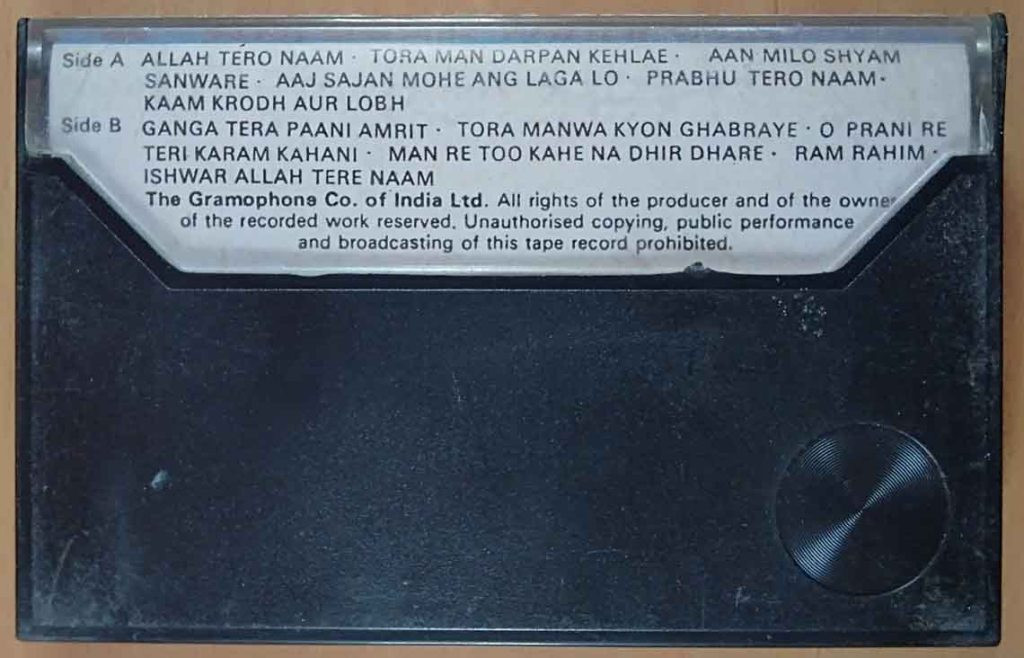 Side A ALLAH TERO NAAM · TORA MAN DARPAN KEHLAE · AAN MILO SHYAM
SANWARE · AAJ SAJAN MOHE ANG LAGA LO · PRABHU TERO NAAM ·
KAAM KRODH AUR LOBH
Side B GANGA TERA PAANI AMRIT · TORA MANWA KYON GHABRAYE · O PRANI RE
TERI KARAM KAHANI · MAN RE TOO KAHE NA DHIR DHARE · RAM RAHIM ·
ISHWAR ALLAH TERE NAAM
The Gramophone Co. of India Ltd. All rights of the producer and of the owner
of the recorded work reserved. Unauthorised copying, public performance
and broadcasting of this tape record prohibited.